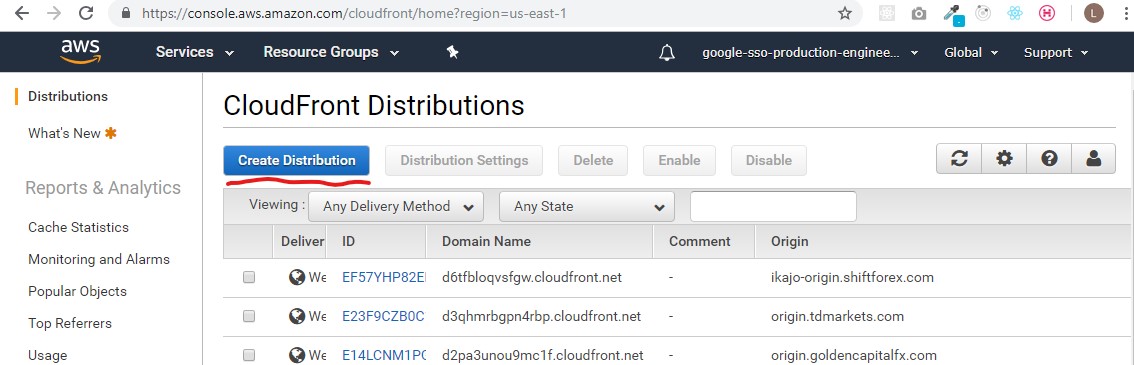 https://console.aws.amazon.com/cloudfront/home?region=us-east-1
L
aws Services Resource Groups google-sso-production-enginee... Global Support
Distributions
What's New
Reports & Analytics
Cache Statistics
Monitoring and Alarms
Popular Objects
Top Referrers
Usage
CloudFront Distributions
Create Distribution Distribution Settings Delete Enable Disable
Viewing : Any Delivery Method Any State
Deliver ID Domain Name Comment Origin
We EF57YHP82E d6tfbloqvsfgw.cloudfront.net - ikajo-origin.shiftforex.com
We E23F9CZB0C d3qhmrbgpn4rbp.cloudfront.net - origin.tdmarkets.com
We E14LCNM1P d2pa3unou9mc1f.cloudfront.net - origin.goldencapitalfx.com